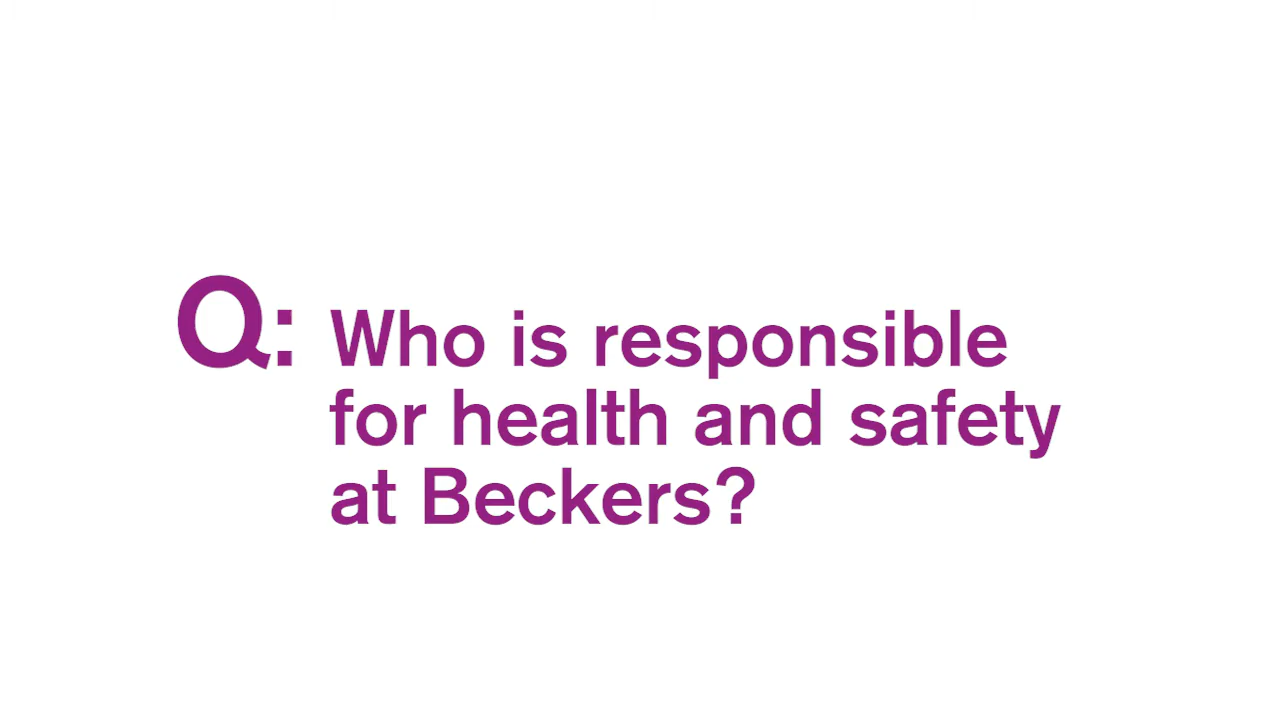 Q: Who is responsible
for health and safety
at Beckers?